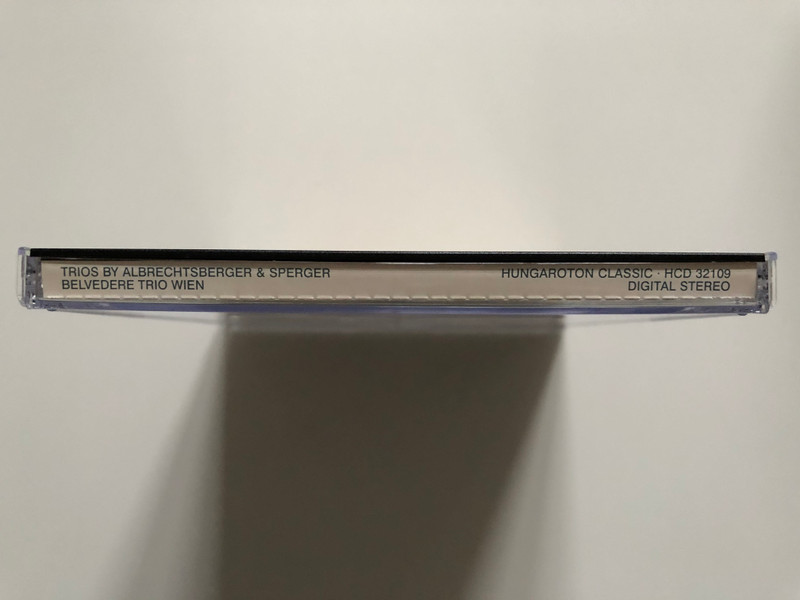 TRIOS BY ALBRECHTSBERGER & SPERGER
BELVEDERE TRIO WIEN
HUNGAROTON CLASSIC · HCD 32109
DIGITAL STEREO